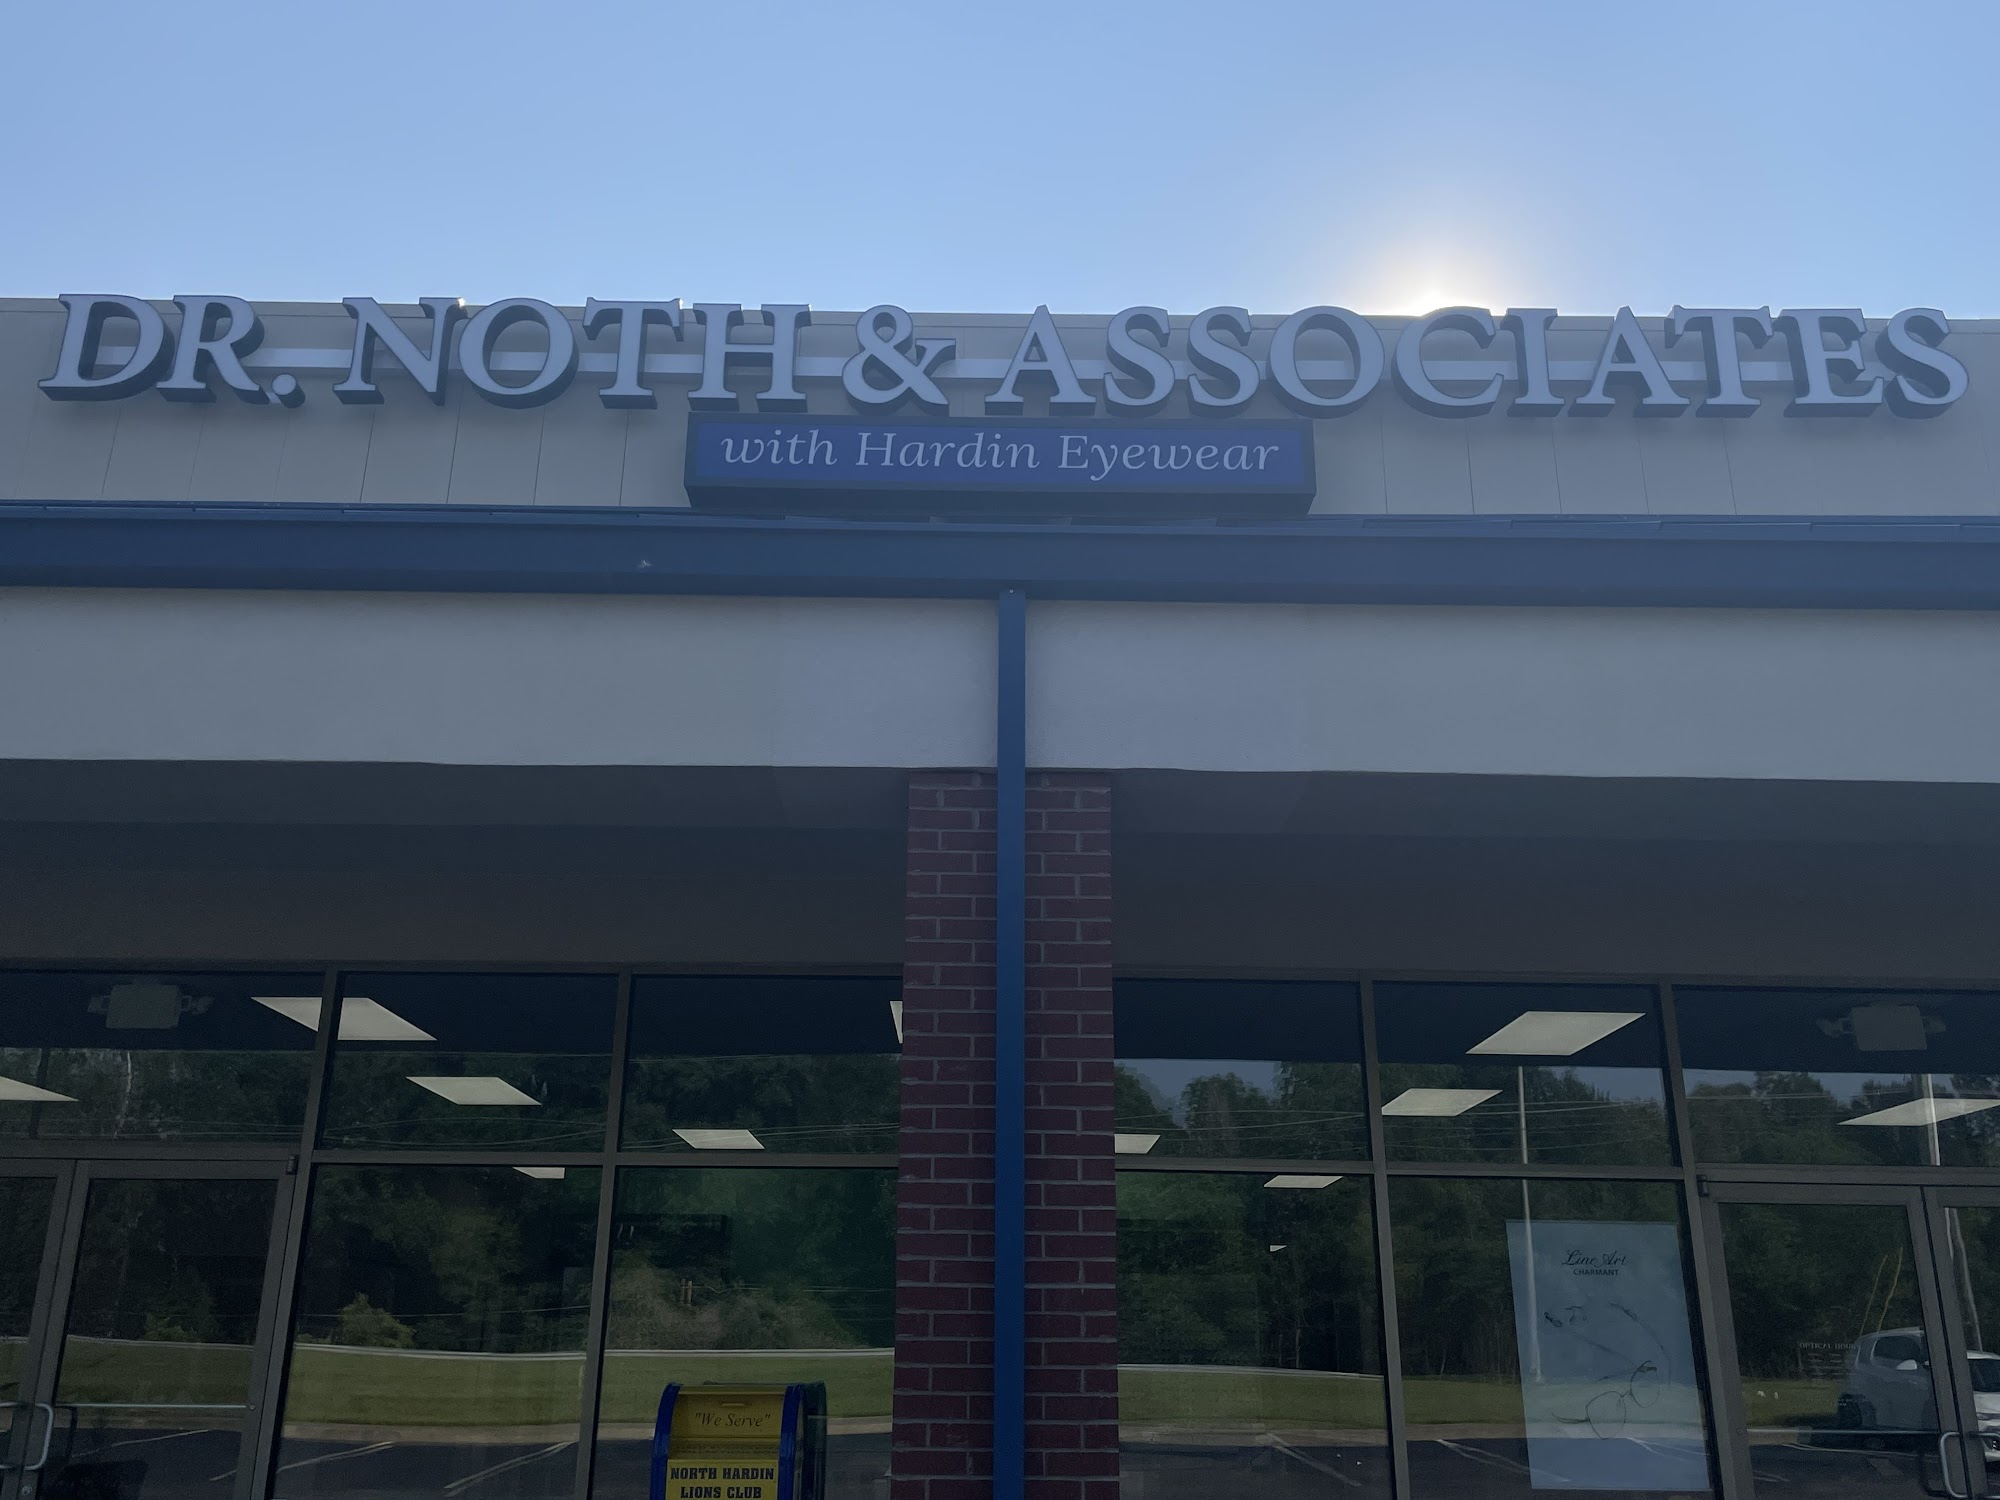 DR. NOTH & ASSOCIATES
with Hardin Eyewear
Line Art
CHARMANT
"We Serve"
NORTH HARDIN
LIONS CLUB